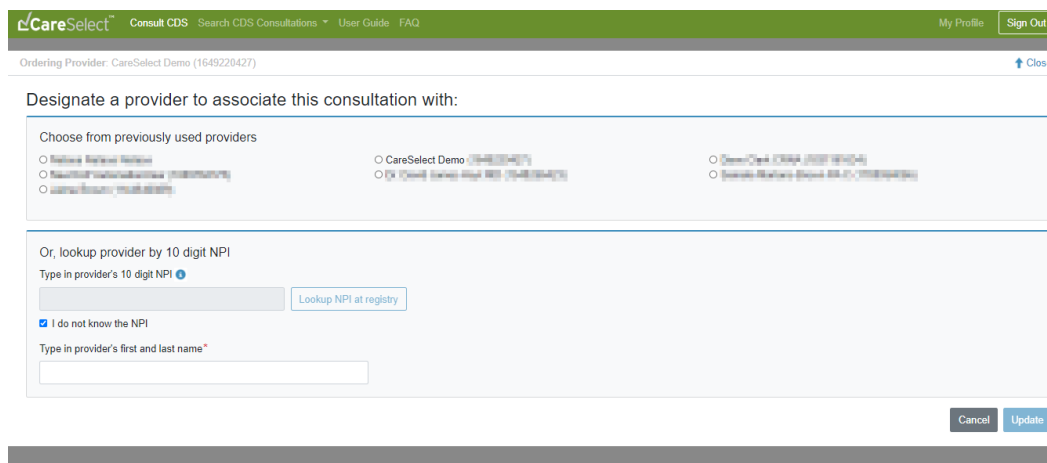 CareSelect™ Consult CDS Search CDS Consultations User Guide FAQ My Profile Sign Out
Ordering Provider: CareSelect Demo (1649220427) Clos
Designate a provider to associate this consultation with:
Choose from previously used providers
CareSelect Demo
Or, lookup provider by 10 digit NPI
Type in provider's 10 digit NPI
Lookup NPI at registry
I do not know the NPI
Type in provider's first and last name*
Cancel Update